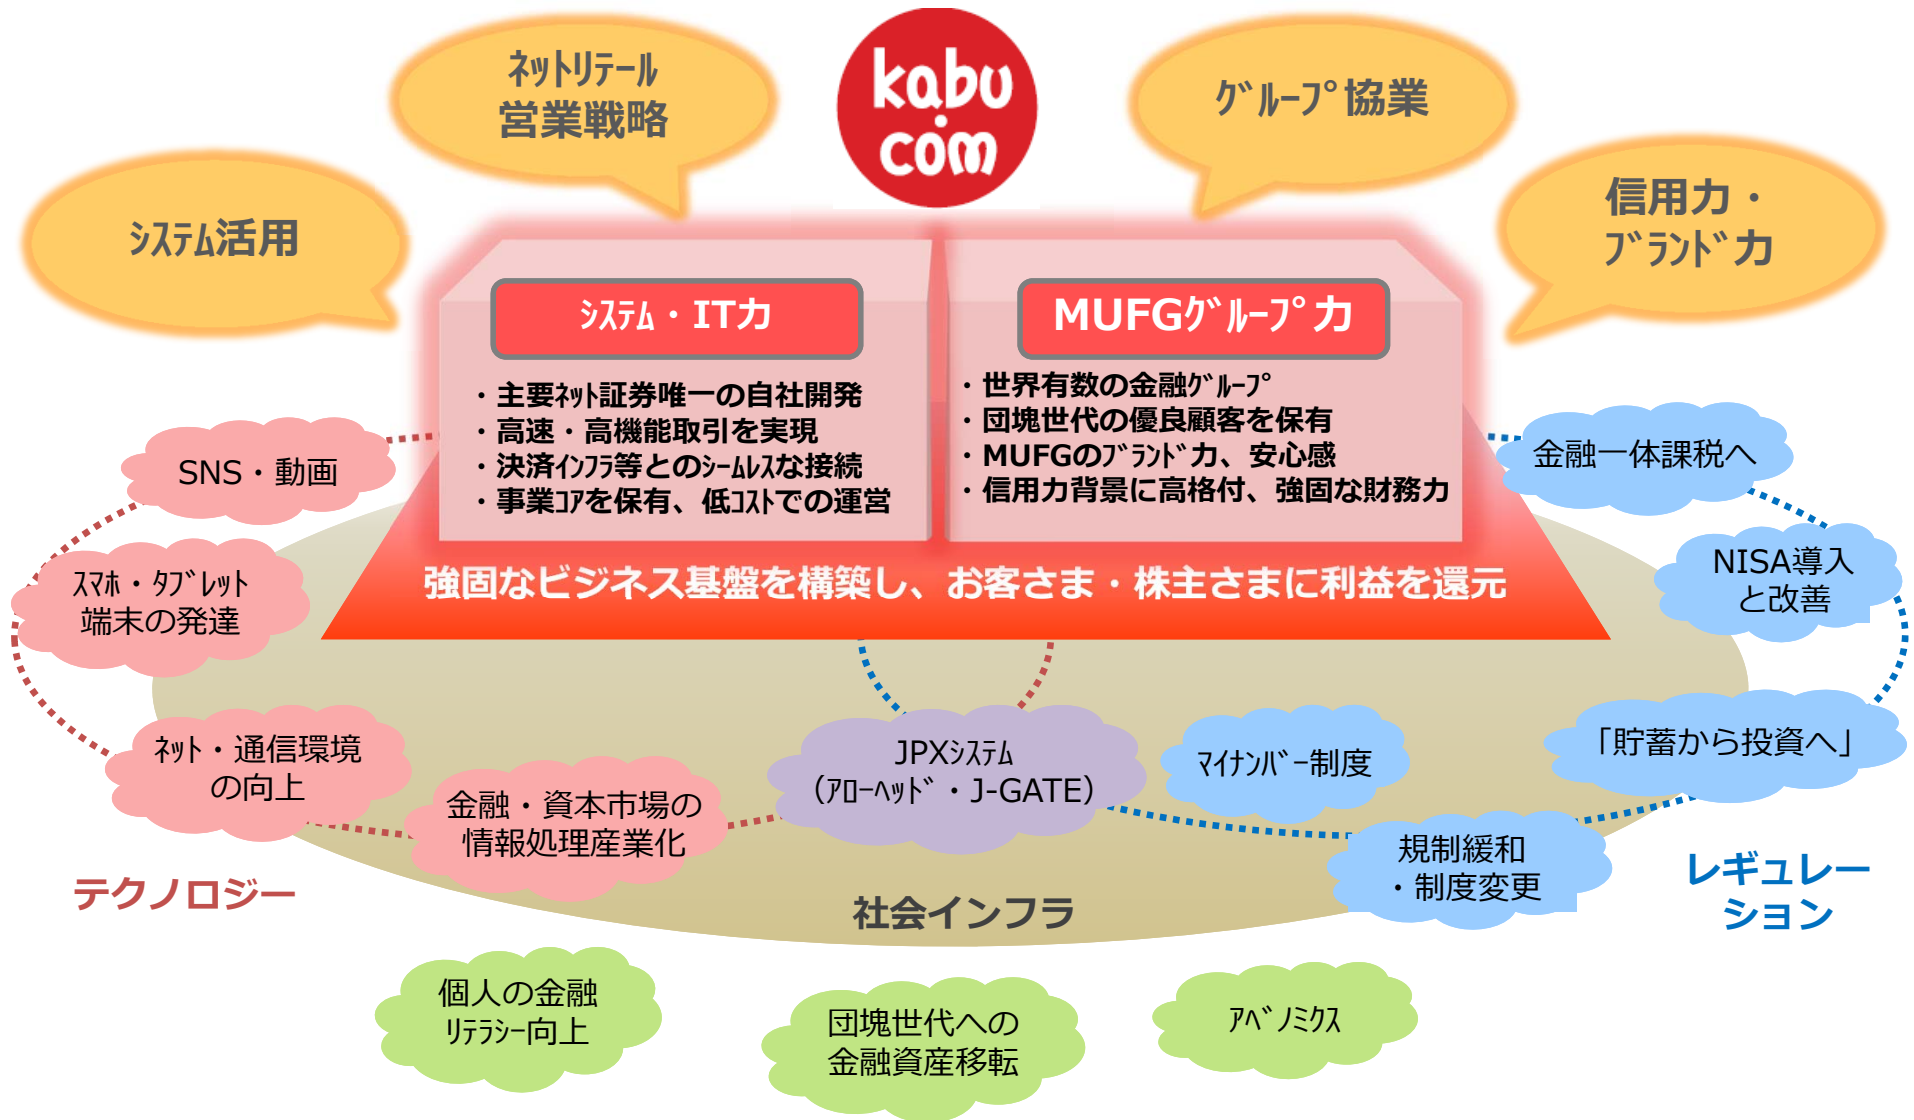 ﾈｯﾄﾘﾃｰﾙ
営業戦略
kabu
.
com
ｸﾞﾙｰﾌﾟ協業
ｼｽﾃﾑ活用
信用力・
ﾌﾞﾗﾝﾄﾞ力
ｼｽﾃﾑ・IT力
・主要ﾈｯﾄ証券唯一の自社開発
・高速・高機能取引を実現
・決済ｲﾝﾌﾗ等とのｼｰﾑﾚｽな接続
・事業ｺｱを保有、低ｺｽﾄでの運営
MUFGｸﾞﾙｰﾌﾟ力
・世界有数の金融ｸﾞﾙｰﾌﾟ
・団塊世代の優良顧客を保有
・MUFGのﾌﾞﾗﾝﾄﾞ力、安心感
・信用力背景に高格付、強固な財務力
強固なビジネス基盤を構築し、お客さま・株主さまに利益を還元
SNS・動画
ｽﾏﾎ・ﾀﾌﾞﾚｯﾄ
端末の発達
ﾈｯﾄ・通信環境
の向上
金融・資本市場の
情報処理産業化
テクノロジー
JPXｼｽﾃﾑ
（ｱﾛｰﾍｯﾄﾞ・J-GATE）
社会インフラ
金融一体課税へ
NISA導入
と改善
「貯蓄から投資へ」
ﾏｲﾅﾝﾊﾞｰ制度
規制緩和
・制度変更
レギュレー
ション
個人の金融
ﾘﾃﾗｼｰ向上
団塊世代への
金融資産移転
ｱﾍﾞﾉﾐｸｽ